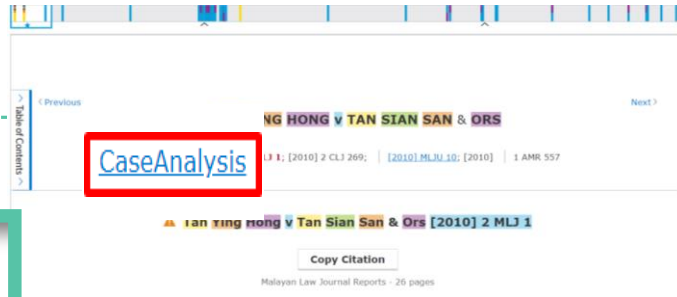 < Previous
Next >
Table of Contents
NG HONG v TAN SIAN SAN & ORS
CaseAnalysis
LJ 1; [2010] 2 CLJ 269; [2010] MLJU 10; [2010] 1 AMR 557
Tan Ying Hong v Tan Sian San & Ors [2010] 2 MLJ 1
Copy Citation
Malayan Law Journal Reports - 26 pages